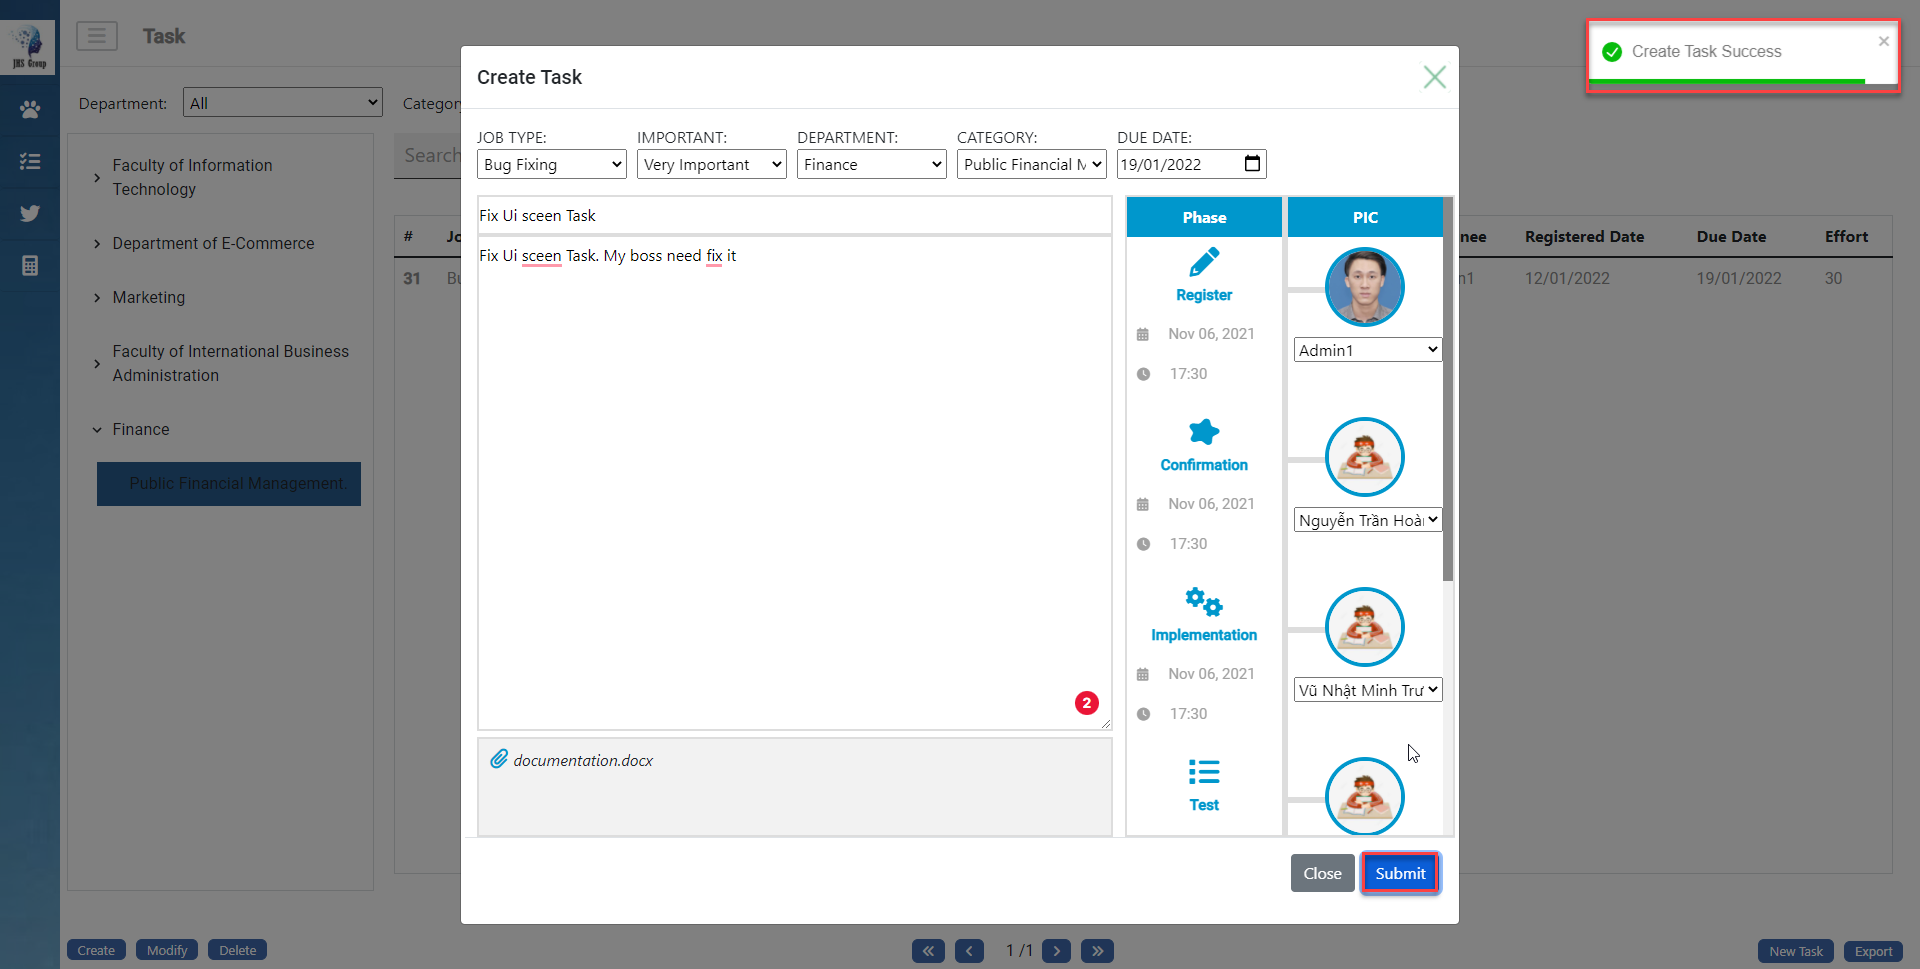 JRS Group
Task
Create Task Success
Create Task
Department:
All
Categor
JOB TYPE:
IMPORTANT:
DEPARTMENT:
CATEGORY:
DUE DATE:
Bug Fixing
Very Important
Finance
Public Financial M
19/01/2022
Faculty of Information
Technology
Department of E-Commerce
Marketing
Faculty of International Business
Administration
Finance
Public Financial Management.
Search
#
Jo
nee
Registered Date
Due Date
Effort
31
Bu
n1
12/01/2022
19/01/2022
30
Fix Ui sceen Task
Fix Ui sceen Task. My boss need fix it
2
documentation.docx
Phase
PIC
Register
Nov 06, 2021
17:30
Admin1
Confirmation
Nov 06, 2021
17:30
Nguyễn Trần Hoàn
Implementation
Nov 06, 2021
17:30
Vũ Nhật Minh Trư
Test
Close
Submit
Create
Modify
Delete
1 /1
New Task
Export